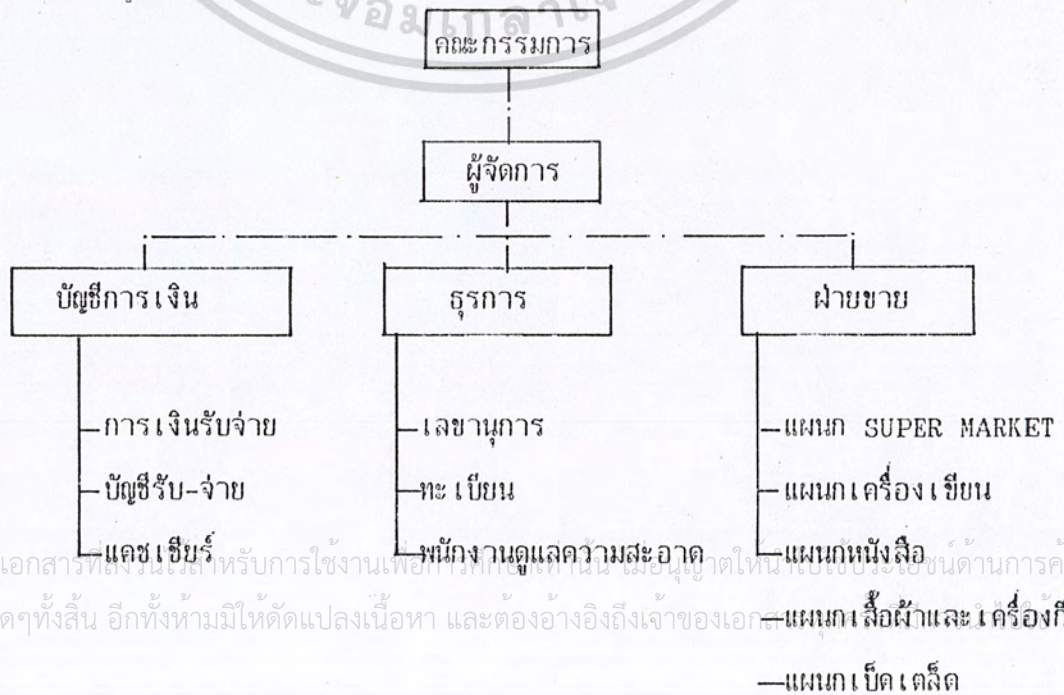 คณะกรรมการ
ผู้จัดการ
บัญชีการเงิน
ธุรการ
ฝ่ายขาย
การเงินรับจ่าย
บัญชีรับ-จ่าย
แคชเชียร์
เลขานุการ
ทะเบียน
พนักงานดูแลความสะอาด
แผนก SUPER MARKET
แผนกเครื่องเขียน
แผนกหนังสือ
แผนกเสื้อผ้าและเครื่องกี
แผนกเบ็ดเตล็ด